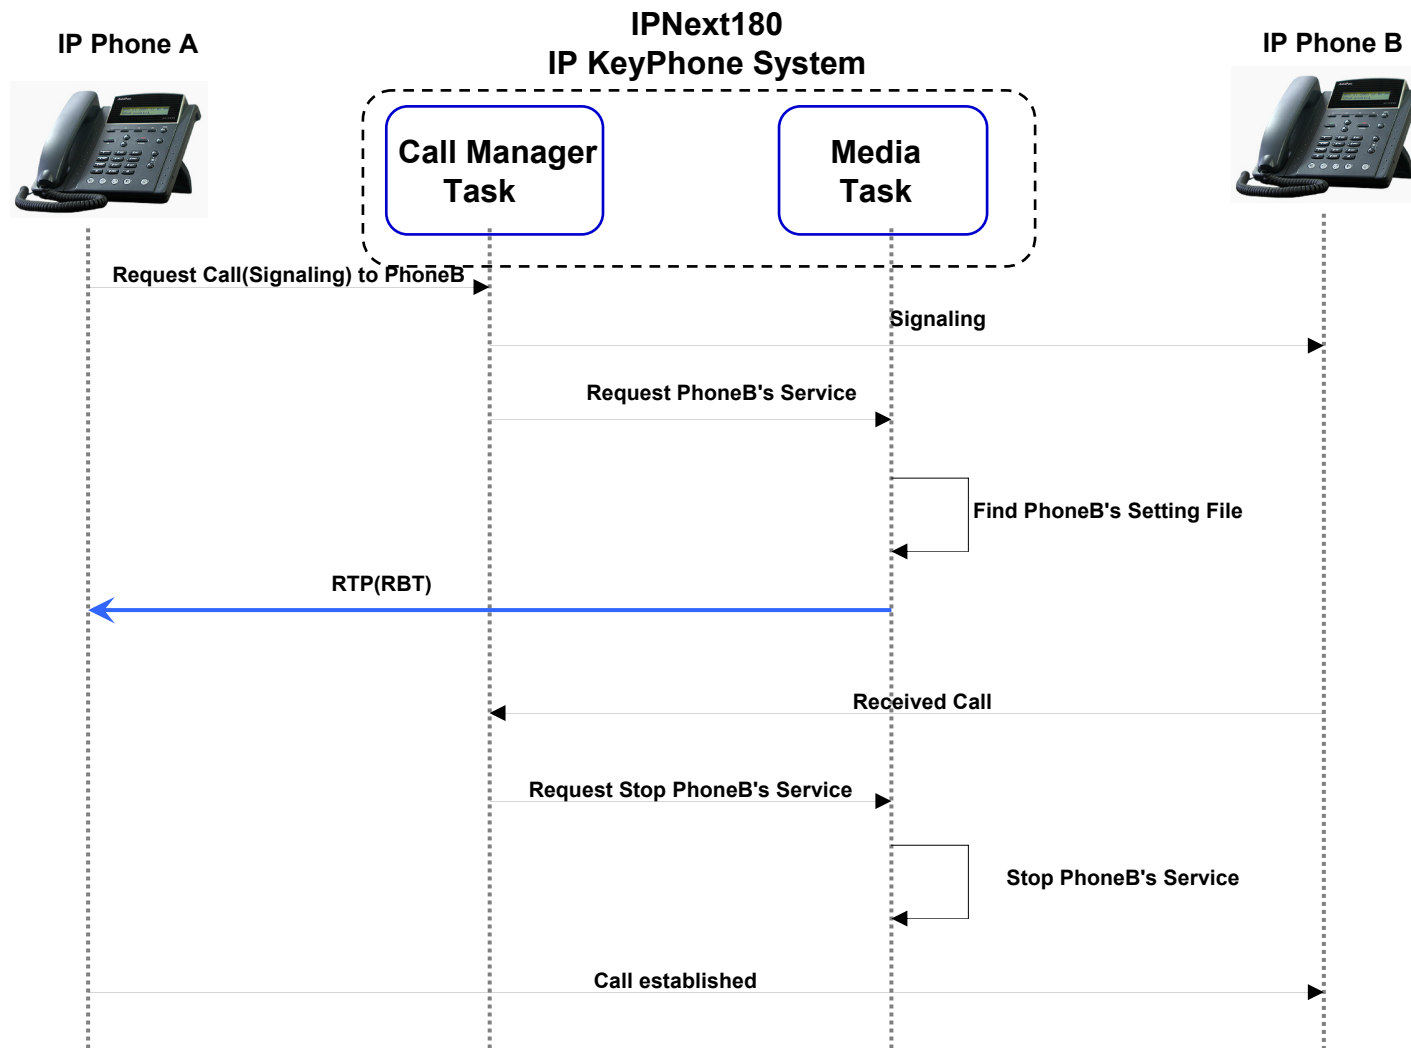 IPNext180
IP KeyPhone System
IP Phone A
IP Phone B
Call Manager
Task
Media
Task
Request Call(Signaling) to PhoneB
Signaling
Request PhoneB's Service
Find PhoneB's Setting File
RTP(RBT)
Received Call
Request Stop PhoneB's Service
Stop PhoneB's Service
Call established